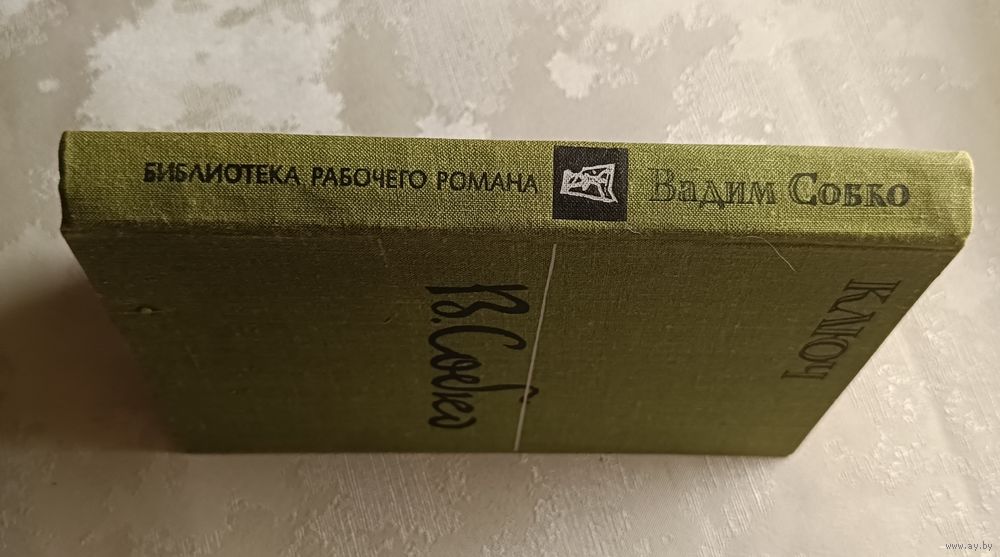 БИБЛИОТЕКА РАБОЧЕГО РОМАНА
Вадим Собко
В. Собко
КЛЮЧ
www.ay.by